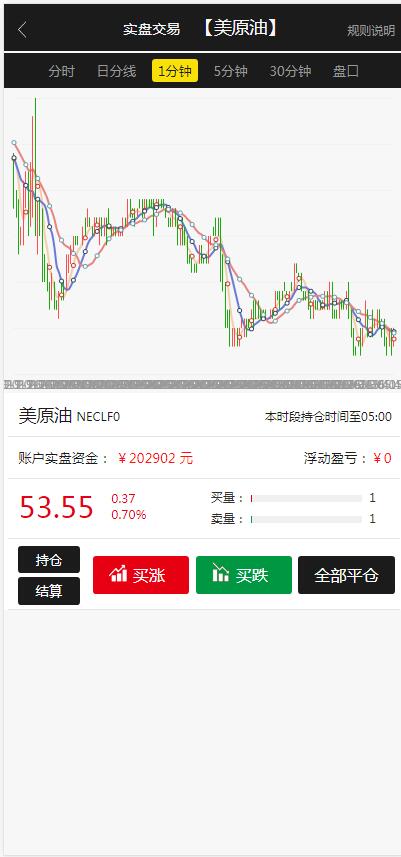 实盘交易 【美原油】 规则说明
分时 日分线 1分钟 5分钟 30分钟 盘口
美原油 NECLF0 本时段持仓时间至05:00
账户实盘资金：￥202902 元 浮动盈亏：￥0
53.55 0.37 买量： 1
0.70% 卖量： 1
持仓 买涨 买跌 全部平仓
结算